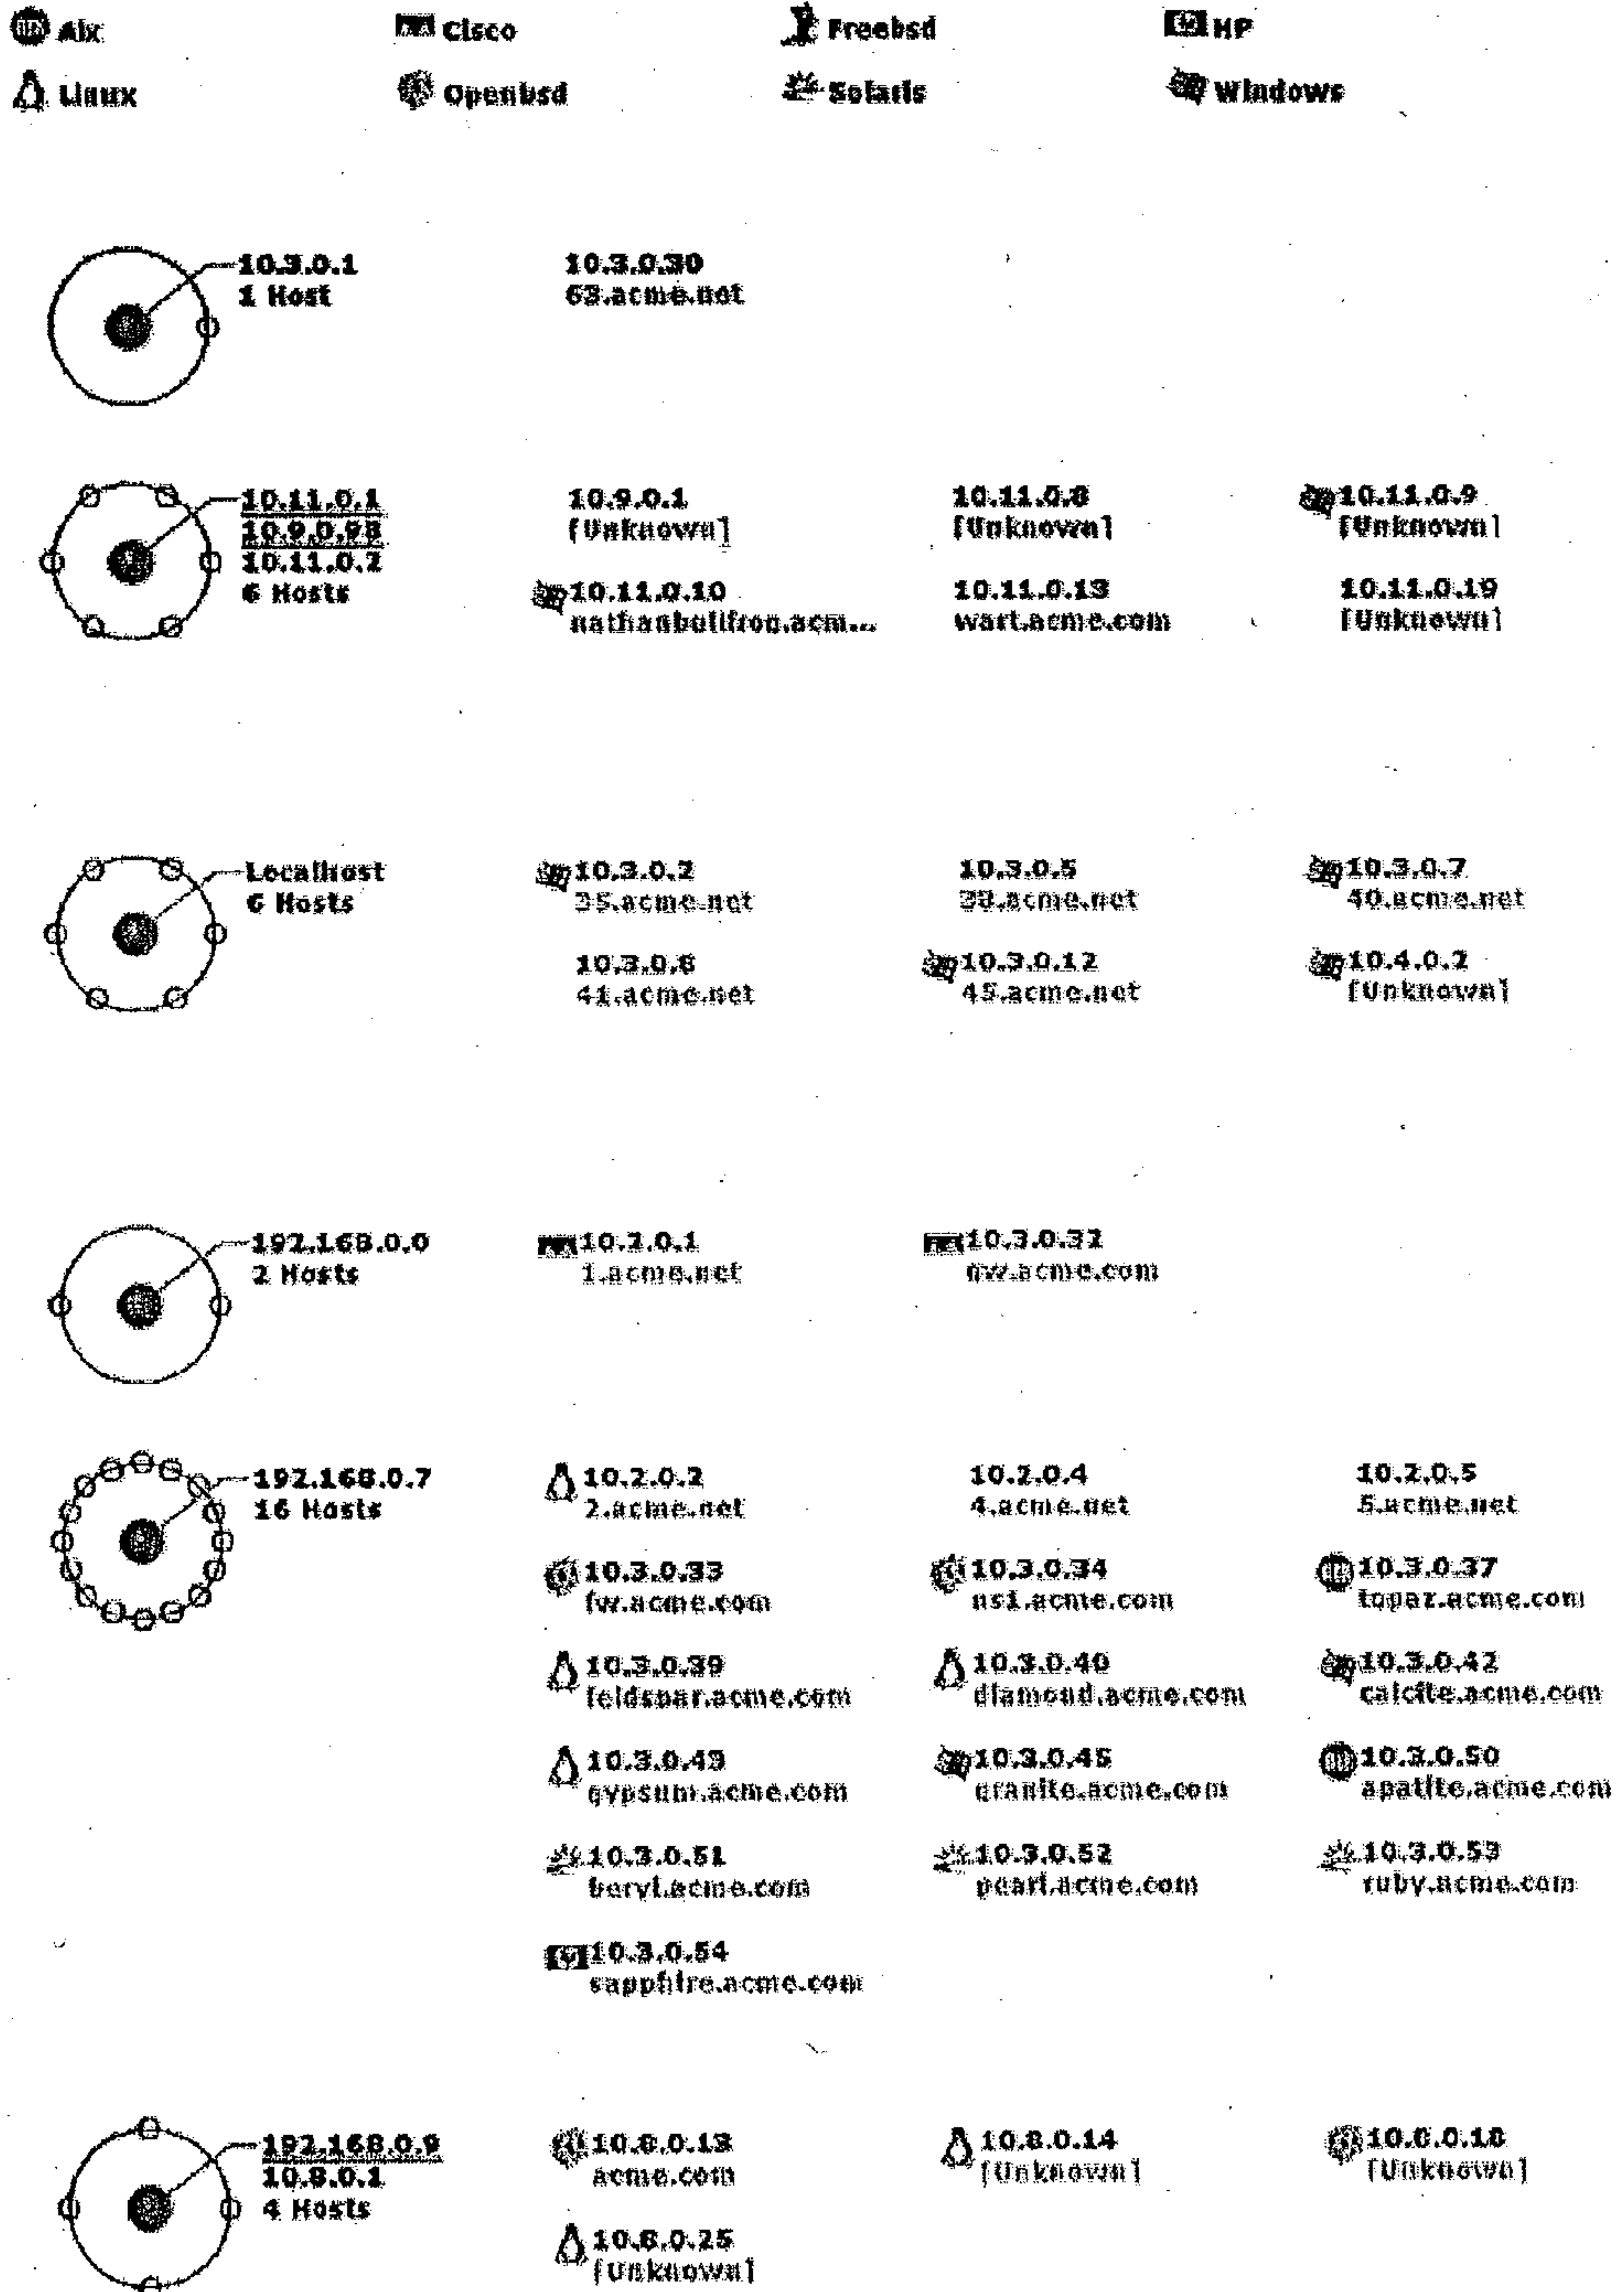 Aix Cisco Freebsd HP
Linux Openbsd Solaris Windows
10.3.0.1 10.3.0.30
1 Host 63.acme.net
10.11.0.1 10.9.0.1 10.11.0.8 10.11.0.9
10.9.0.98 [Unknown] [Unknown] [Unknown]
10.11.0.2 10.11.0.10 10.11.0.13 10.11.0.19
6 Hosts nathanbullfrog.acm... wart.acme.com [Unknown]
Localhost 10.3.0.2 10.3.0.5 10.3.0.7
6 Hosts 35.acme.net 38.acme.net 40.acme.net
10.3.0.8 10.3.0.12 10.4.0.2
41.acme.net 45.acme.net [Unknown]
192.168.0.0 10.2.0.1 10.3.0.32
2 Hosts 1.acme.net gw.acme.com
192.168.0.7 10.2.0.2 10.2.0.4 10.2.0.5
16 Hosts 2.acme.net 4.acme.net 5.acme.net
10.3.0.33 10.3.0.34 10.3.0.37
fw.acme.com ns1.acme.com topaz.acme.com
10.3.0.39 10.3.0.40 10.3.0.42
feldspar.acme.com diamond.acme.com calcite.acme.com
10.3.0.43 10.3.0.45 10.3.0.50
gypsum.acme.com granite.acme.com apatite.acme.com
10.3.0.51 10.3.0.52 10.3.0.53
beryl.acme.com pearl.acme.com ruby.acme.com
10.3.0.54
sapphire.acme.com
192.168.0.9 10.8.0.13 10.8.0.14 10.8.0.18
10.8.0.1 acme.com [Unknown] [Unknown]
4 Hosts 10.8.0.25
[Unknown]